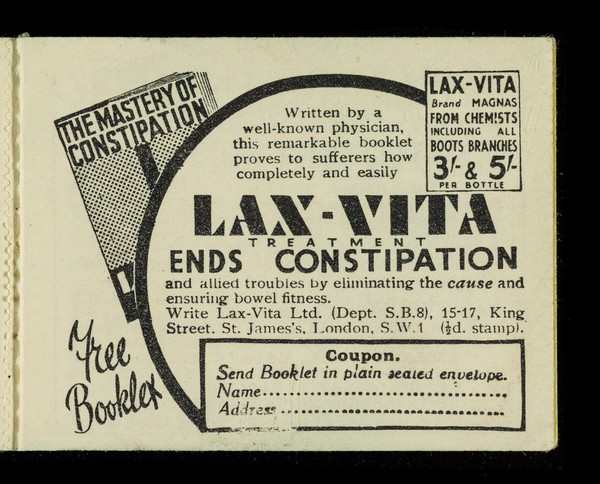 THE MASTERY OF
CONSTIPATION
Written by a
well-known physician,
this remarkable booklet
proves to sufferers how
completely and easily
LAX-VITA
Brand MAGNAS
FROM CHEMISTS
INCLUDING ALL
BOOTS BRANCHES
3/- & 5/-
PER BOTTLE
LAX-VITA
TREATMENT
ENDS CONSTIPATION
and allied troubles by eliminating the cause and
ensuring bowel fitness.
Write Lax-Vita Ltd. (Dept. S.B.8), 15-17, King
Street, St. James's, London, S.W.1 (½d. stamp).
Free
Booklet
Coupon.
Send Booklet in plain sealed envelope.
Name
Address